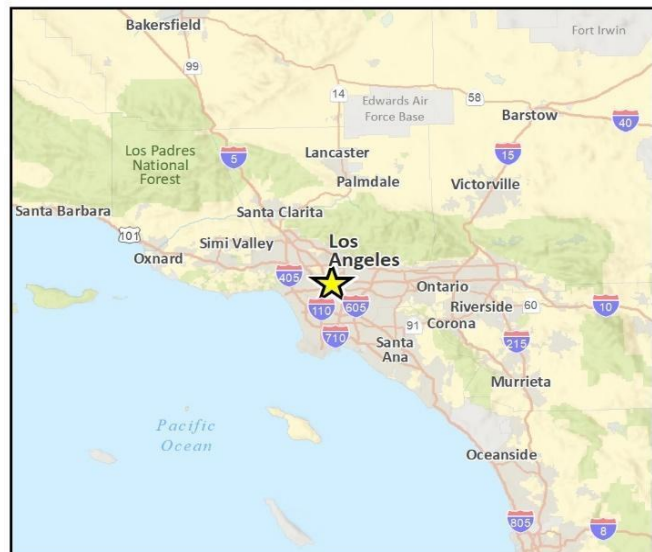 Bakersfield
Fort Irwin
99
14
Edwards Air
Force Base
58
Barstow
40
Los Padres
National
Forest
5
Lancaster
15
Palmdale
Victorville
Santa Barbara
Santa Clarita
101
Simi Valley
Los
Angeles
Oxnard
405
Ontario
110
605
Riverside
60
10
91
Corona
710
Santa
Ana
215
Murrieta
Pacific
Ocean
Oceanside
805
8